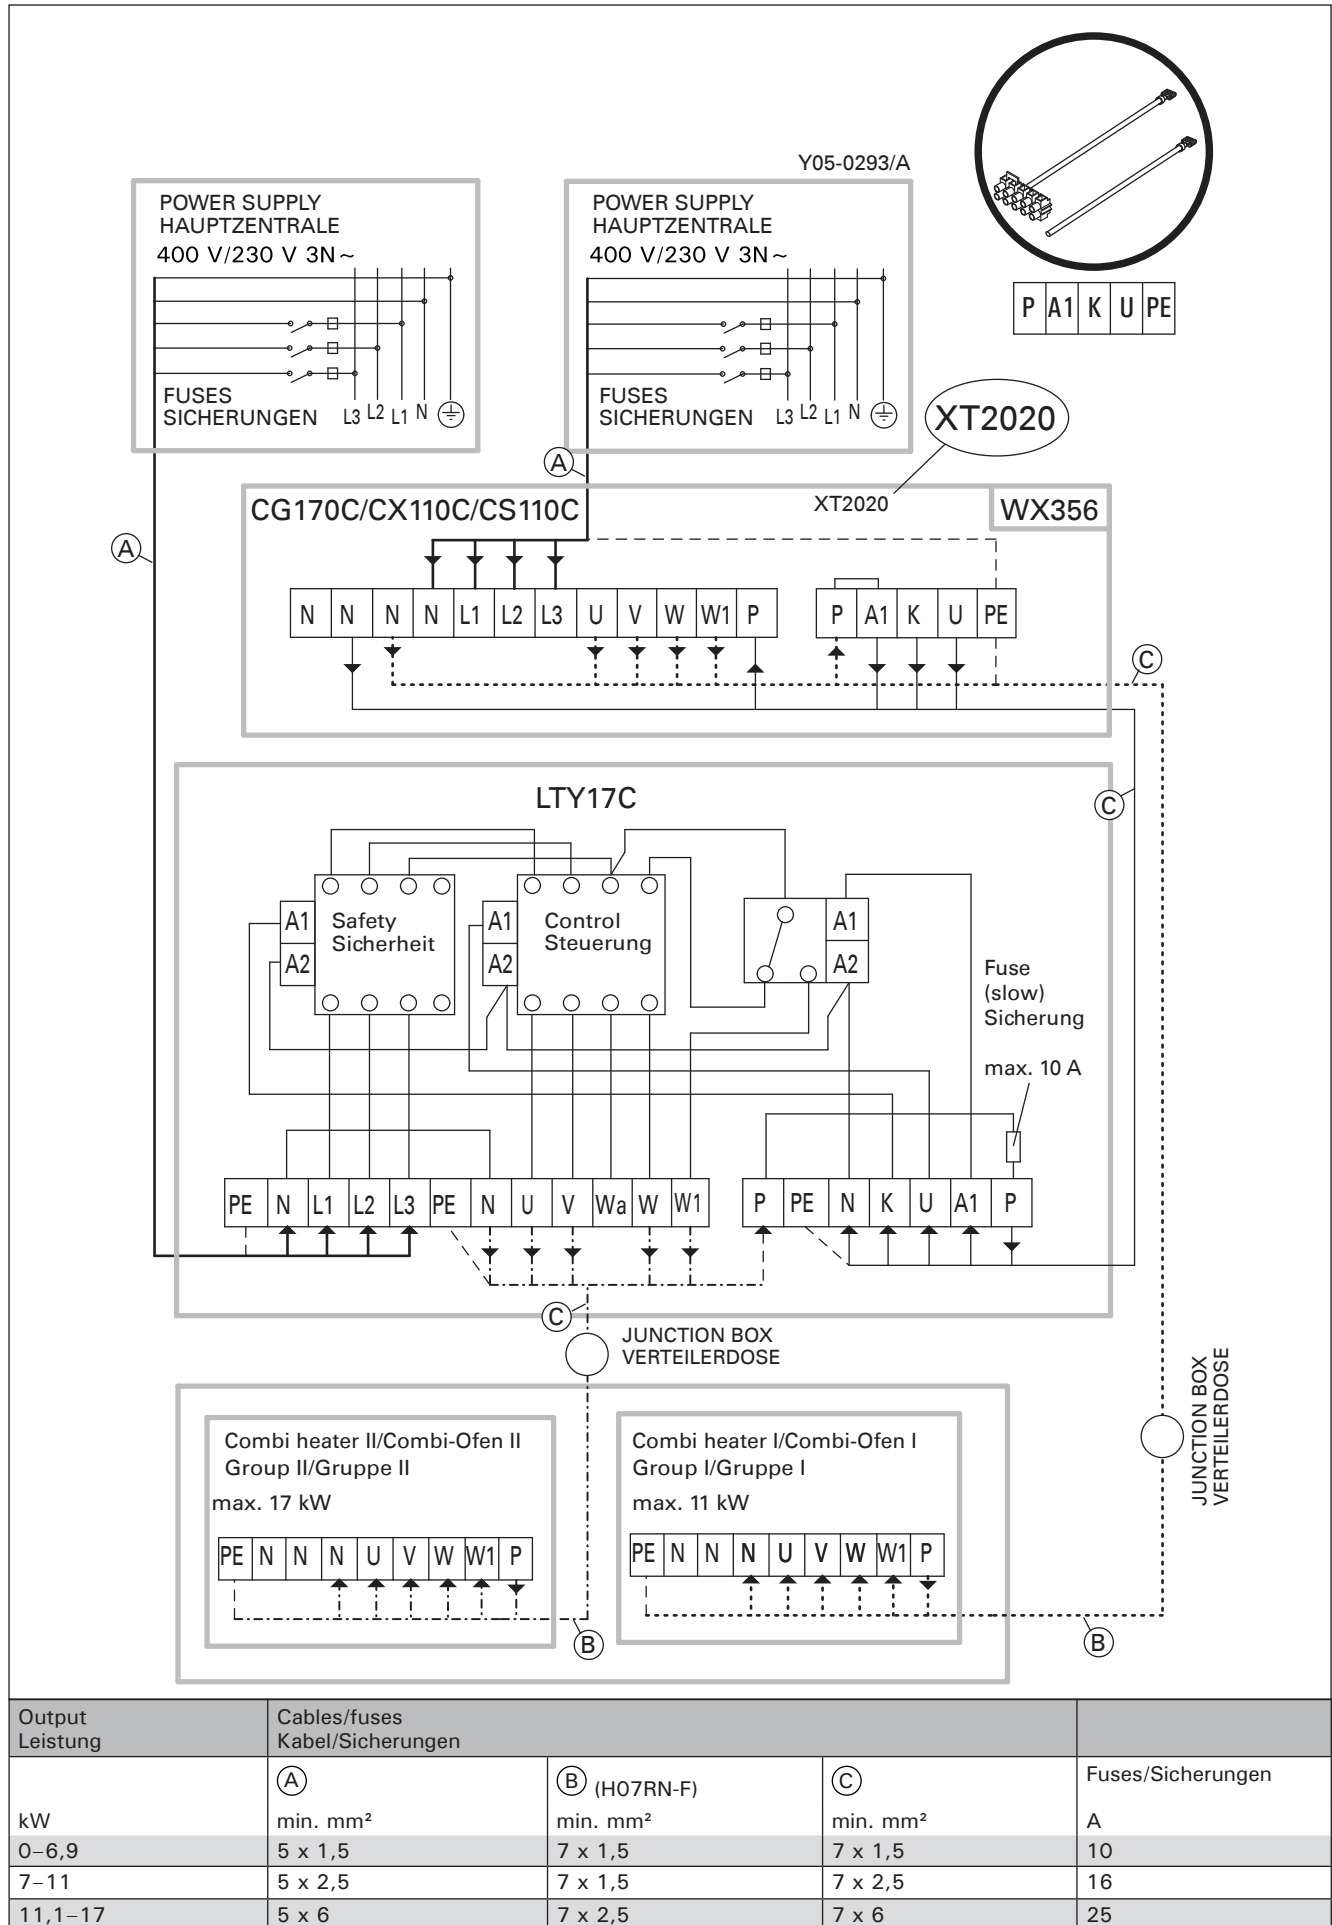 Y05-0293/A
POWER SUPPLY
HAUPTZENTRALE
400 V/230 V 3N~
FUSES
SICHERUNGEN
L3 L2 L1 N
POWER SUPPLY
HAUPTZENTRALE
400 V/230 V 3N~
FUSES
SICHERUNGEN
L3 L2 L1 N
P A1 K U PE
XT2020
A
A
CG170C/CX110C/CS110C
XT2020
WX356
N N N N L1 L2 L3 U V W W1 P
P A1 K U PE
C
LTY17C
C
A1
A2
Safety
Sicherheit
A1
A2
Control
Steuerung
A1
A2
Fuse
(slow)
Sicherung
max. 10 A
PE N L1 L2 L3 PE N U V Wa W W1
P PE N K U A1 P
C
JUNCTION BOX
VERTEILERDOSE
JUNCTION BOX
VERTEILERDOSE
Combi heater II/Combi-Ofen II
Group II/Gruppe II
max. 17 kW
PE N N N U V W W1 P
B
Combi heater I/Combi-Ofen I
Group I/Gruppe I
max. 11 kW
PE N N N U V W W1 P
B
Output
Leistung
Cables/fuses
Kabel/Sicherungen
A
B (H07RN-F)
C
Fuses/Sicherungen
kW min. mm² min. mm² min. mm² A
0–6,9 5 x 1,5 7 x 1,5 7 x 1,5 10
7–11 5 x 2,5 7 x 1,5 7 x 2,5 16
11,1–17 5 x 6 7 x 2,5 7 x 6 25